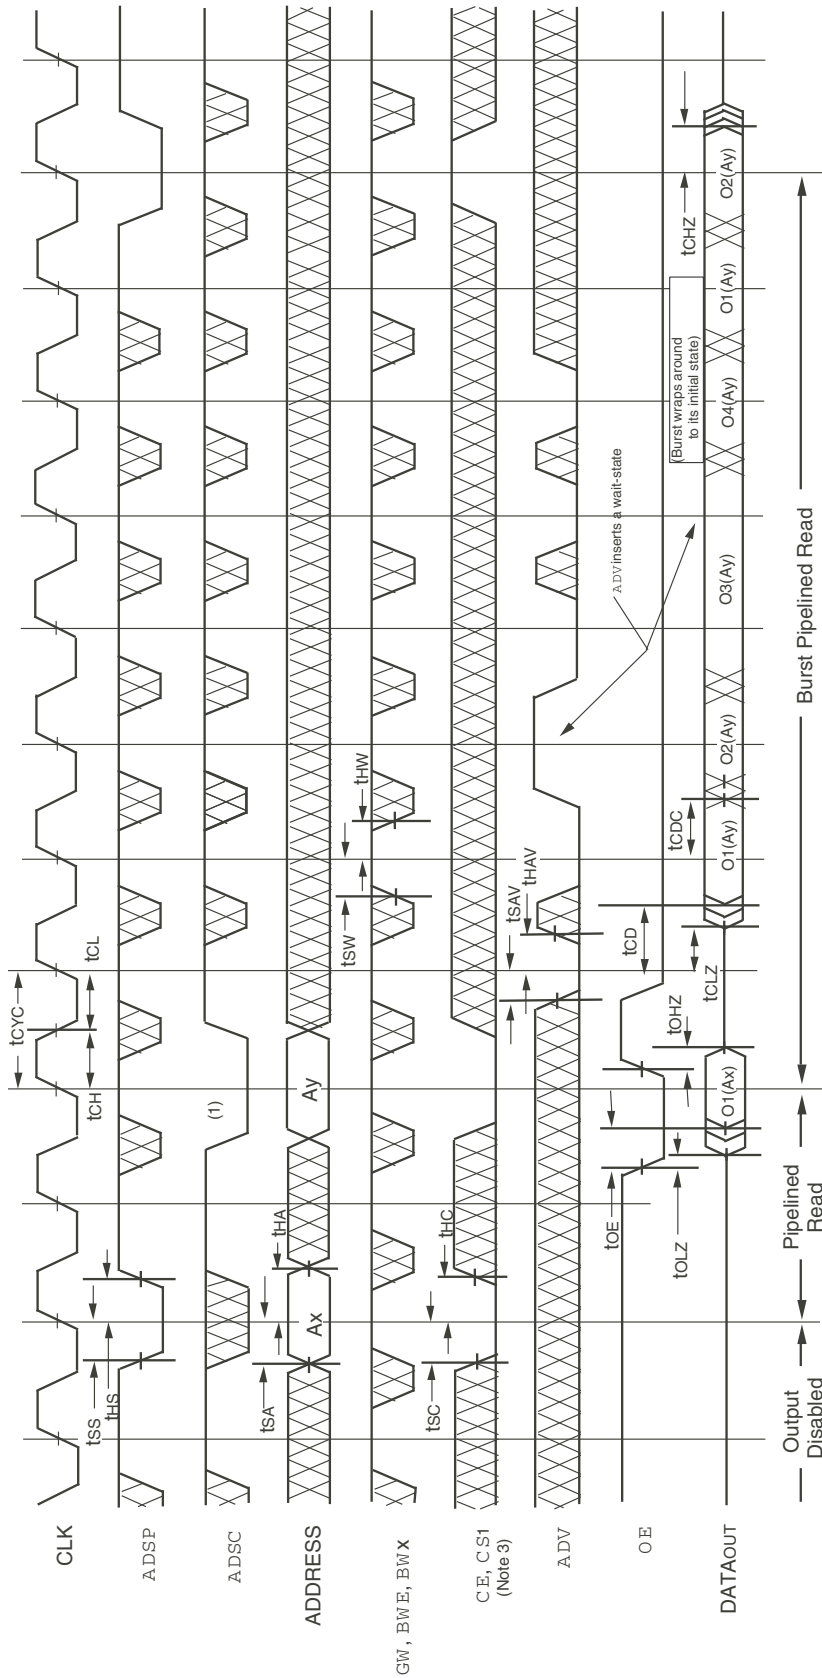 CLK
tCYC
tCH
tCL
ADSP
tSS
tHS
ADSC
(1)
ADDRESS
tSA
tHA
Ax
Ay
GW, BWE, BWx
tSW
tHW
CE, CS1
(Note 3)
tSC
tHC
ADV
tSAV
tHAV
ADV inserts a wait-state
OE
tOE
tOLZ
tOHZ
tCD
tCLZ
tCDC
(Burst wraps around
to its initial state)
tCHZ
DATAOUT
O1(Ax)
O1(Ay)
O2(Ay)
O3(Ay)
O4(Ay)
O1(Ay)
O2(Ay)
Output
Disabled
Pipelined
Read
Burst Pipelined Read